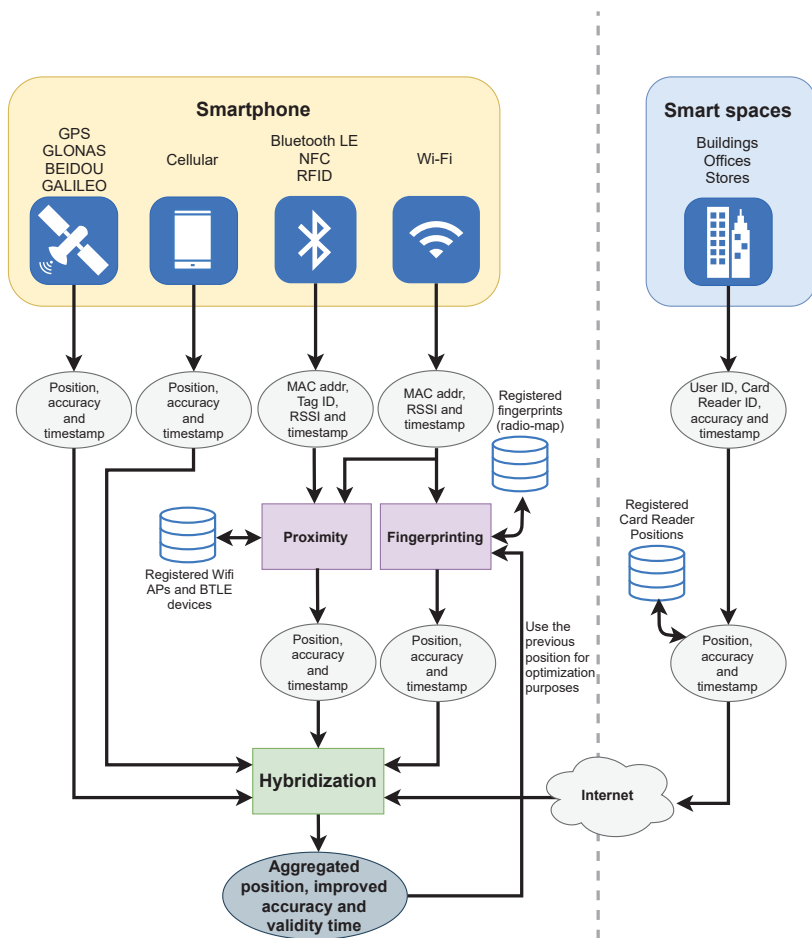 Smartphone
GPS
GLONAS
BEIDOU
GALILEO
Cellular
Bluetooth LE
NFC
RFID
Wi-Fi
Smart spaces
Buildings
Offices
Stores
Position,
accuracy
and
timestamp
Position,
accuracy
and
timestamp
MAC addr,
Tag ID,
RSSI and
timestamp
MAC addr,
RSSI and
timestamp
Registered
fingerprints
(radio-map)
User ID, Card
Reader ID,
accuracy and
timestamp
Proximity
Fingerprinting
Registered Wifi
APs and BTLE
devices
Registered
Card Reader
Positions
Position,
accuracy
and
timestamp
Position,
accuracy
and
timestamp
Use the
previous
position for
optimization
purposes
Position,
accuracy
and
timestamp
Hybridization
Internet
Aggregated
position, improved
accuracy and
validity time